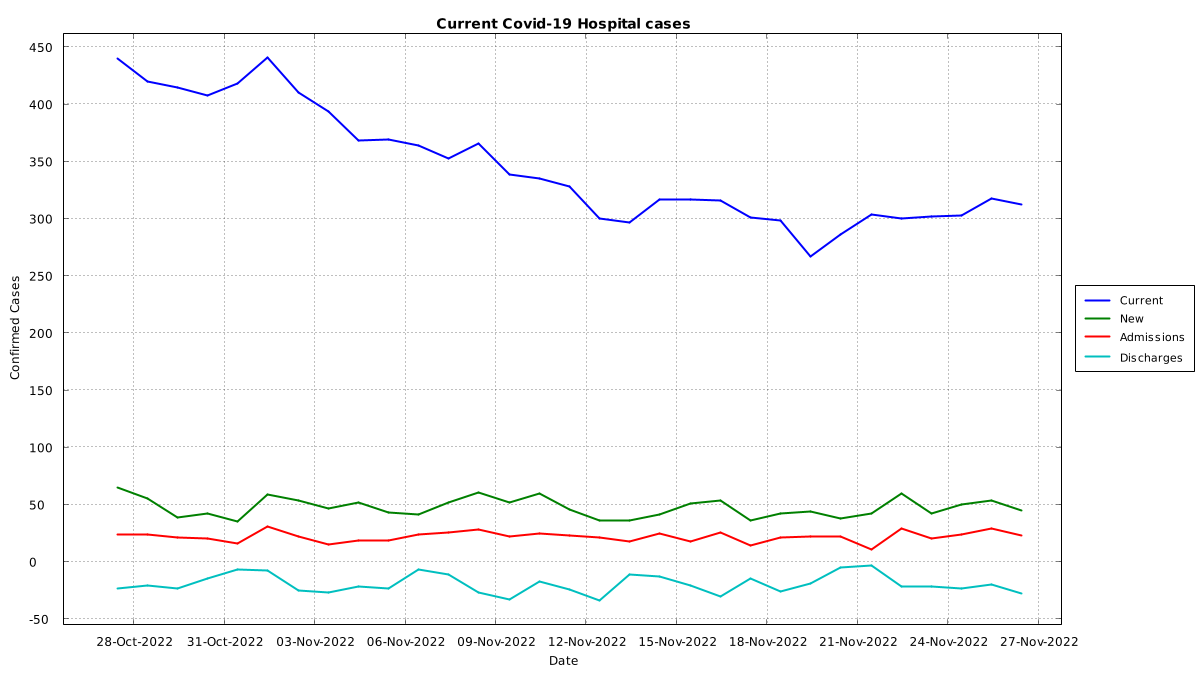 Current Covid-19 Hospital cases
450
400
350
300
250
200
150
100
50
0
-50
Confirmed Cases
28-Oct-2022 31-Oct-2022 03-Nov-2022 06-Nov-2022 09-Nov-2022 12-Nov-2022 15-Nov-2022 18-Nov-2022 21-Nov-2022 24-Nov-2022 27-Nov-2022
Date
Current
New
Admissions
Discharges